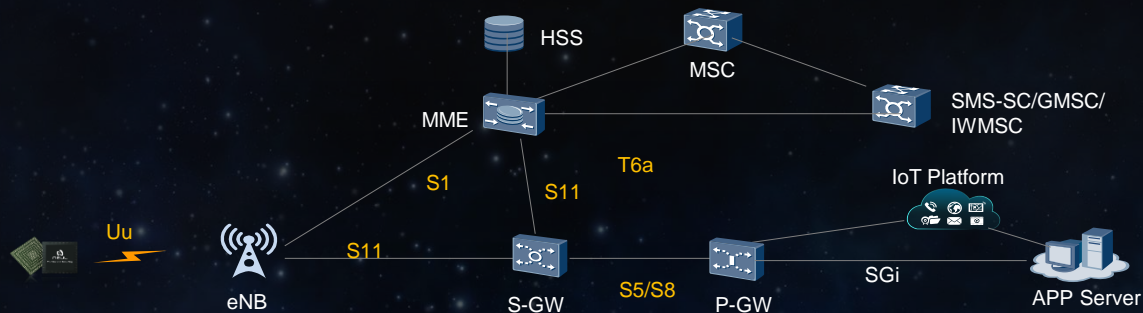 HSS
MSC
MME
SMS-SC/GMSC/
IWMSC
T6a
IoT Platform
S1
S11
Uu
S11
SGi
S5/S8
eNB
S-GW
P-GW
APP Server